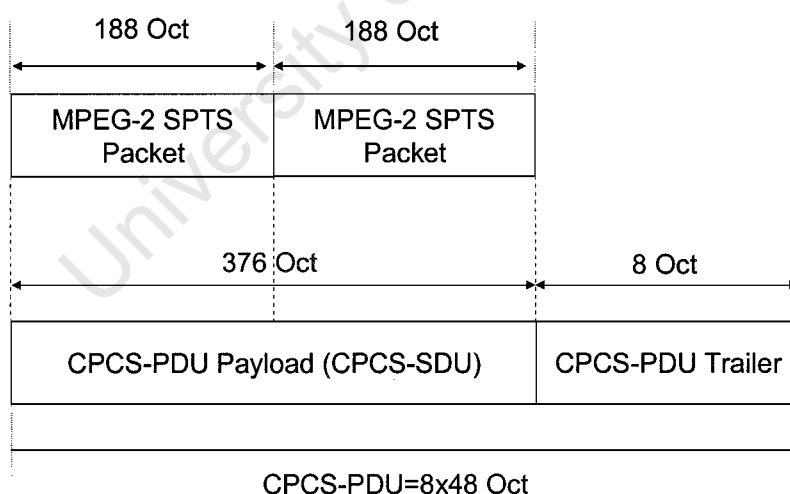 188 Oct
188 Oct
MPEG-2 SPTS
Packet
MPEG-2 SPTS
Packet
University
376 Oct
8 Oct
CPCS-PDU Payload (CPCS-SDU)
CPCS-PDU Trailer
CPCS-PDU=8x48 Oct